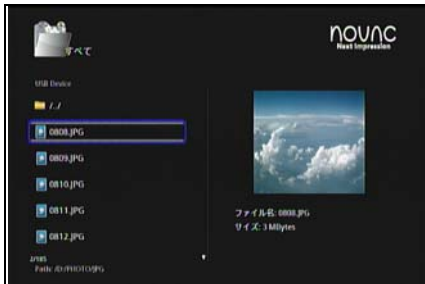 すべて
novac
Next Impression
USB Device
/../
0808.JPG
0809.JPG
0810.JPG
0811.JPG
0812.JPG
ファイル名: 0808.JPG
サイズ: 3 MBytes
2/185
Path: /D:/PHOTO/JPG